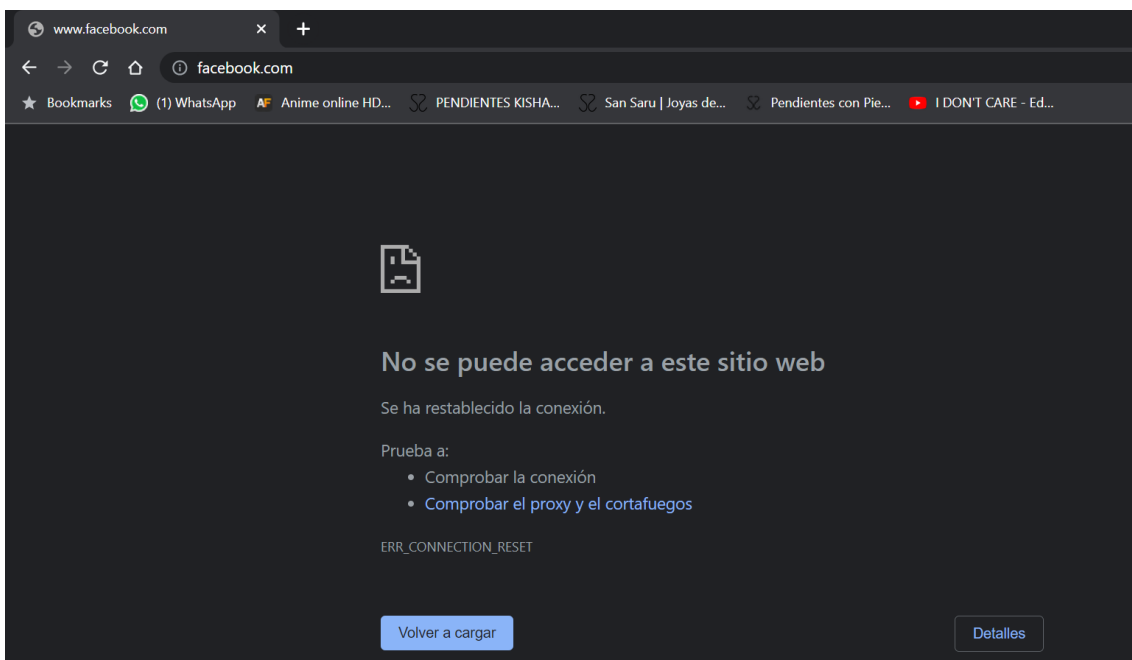 www.facebook.com
facebook.com
Bookmarks (1) WhatsApp AF Anime online HD... PENDIENTES KISHA... San Saru | Joyas de... Pendientes con Pie... I DON'T CARE - Ed...
No se puede acceder a este sitio web
Se ha restablecido la conexión.
Prueba a:
• Comprobar la conexión
• Comprobar el proxy y el cortafuegos
ERR_CONNECTION_RESET
Volver a cargar Detalles